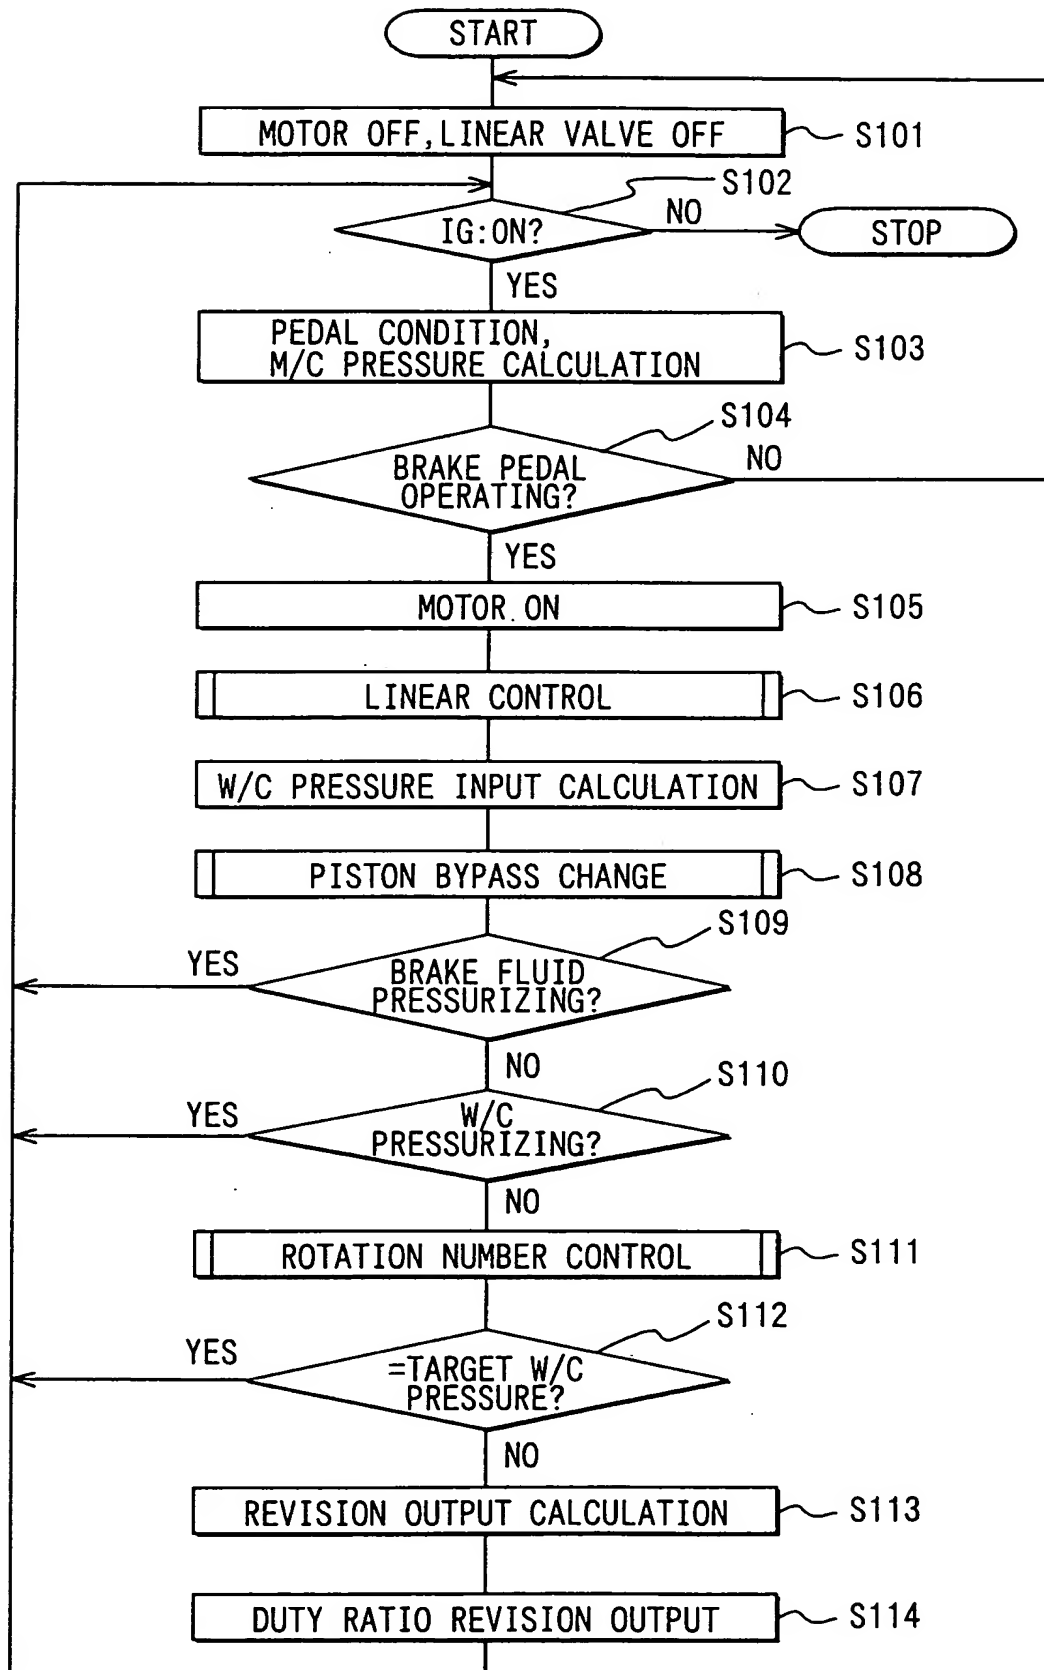 START
MOTOR OFF, LINEAR VALVE OFF
S101
S102
IG:ON?
NO
STOP
YES
PEDAL CONDITION,
M/C PRESSURE CALCULATION
S103
S104
BRAKE PEDAL
OPERATING?
NO
YES
MOTOR ON
S105
LINEAR CONTROL
S106
W/C PRESSURE INPUT CALCULATION
S107
PISTON BYPASS CHANGE
S108
S109
YES
BRAKE FLUID
PRESSURIZING?
NO
S110
YES
W/C
PRESSURIZING?
NO
ROTATION NUMBER CONTROL
S111
S112
YES
=TARGET W/C
PRESSURE?
NO
REVISION OUTPUT CALCULATION
S113
DUTY RATIO REVISION OUTPUT
S114